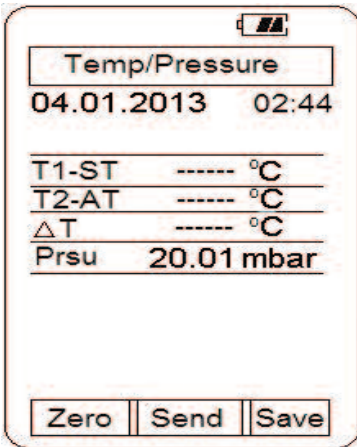 Temp/Pressure
04.01.2013 02:44
T1-ST ------ °C
T2-AT ------ °C
△T ------ °C
Prsu 20.01 mbar
Zero Send Save